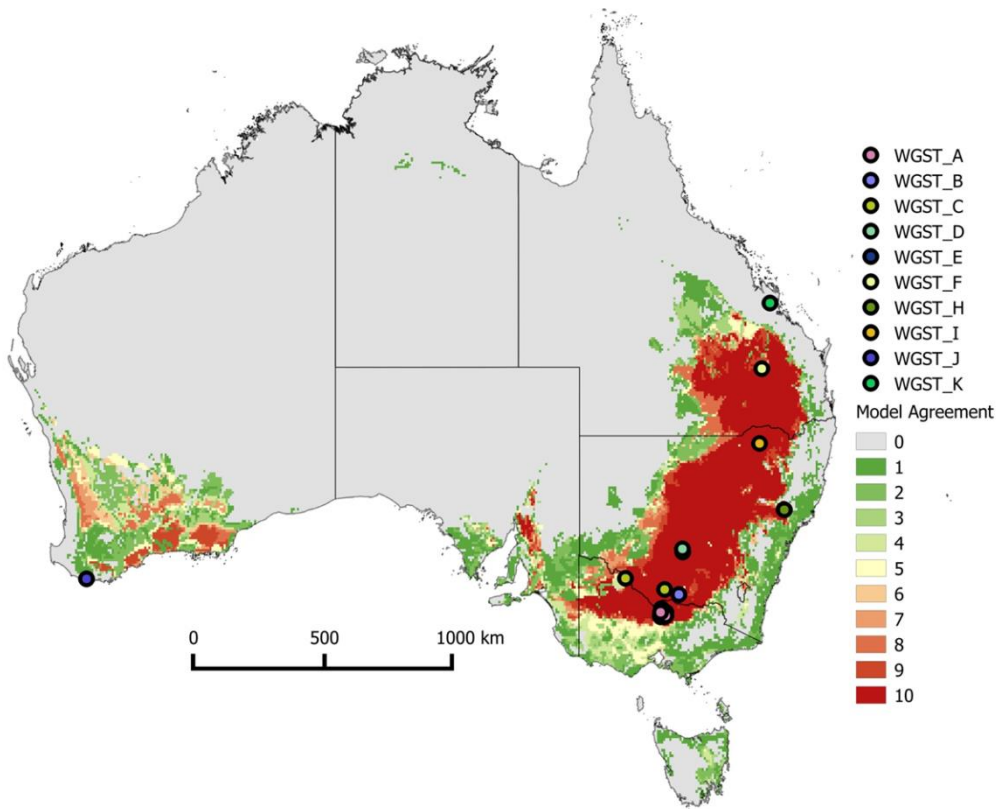 WGST_A
WGST_B
WGST_C
WGST_D
WGST_E
WGST_F
WGST_H
WGST_I
WGST_J
WGST_K
Model Agreement
0
1
2
3
4
5
6
7
8
9
10
0 500 1000 km